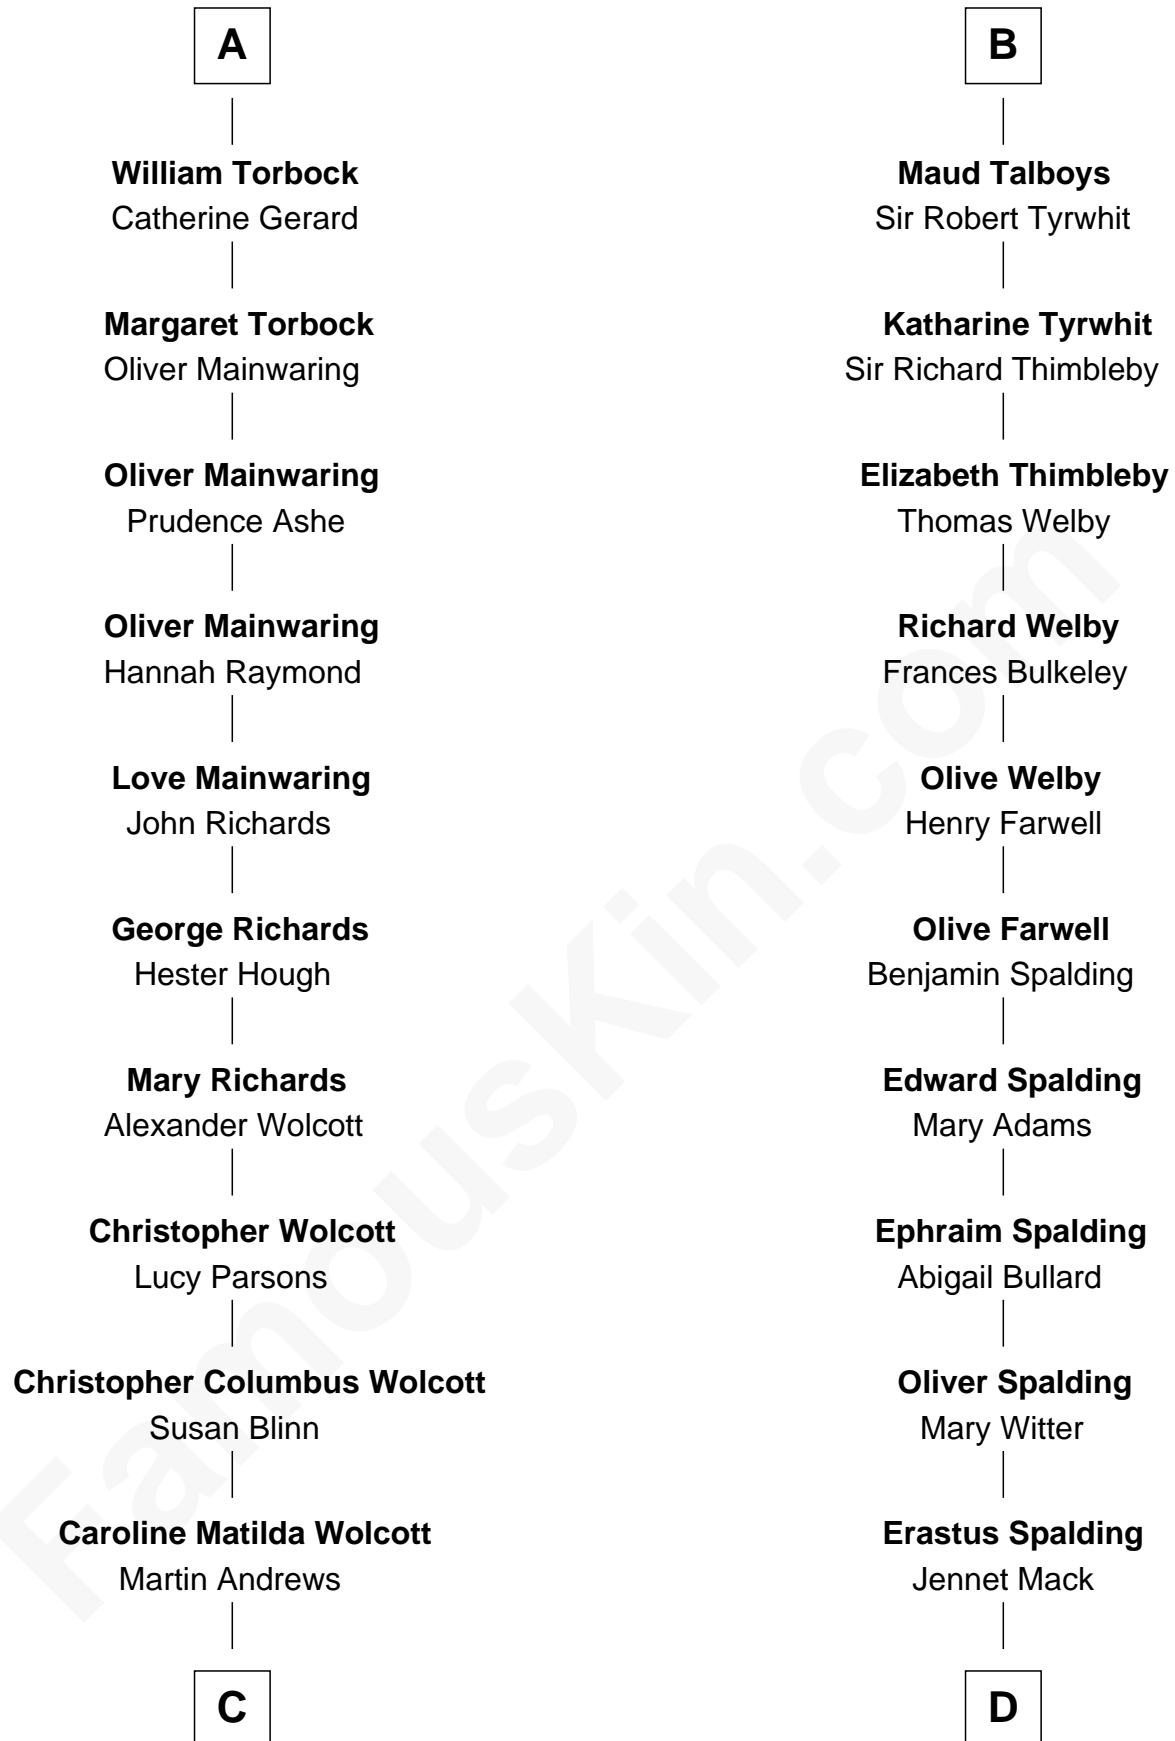 A
William Torbock
Catherine Gerard
Margaret Torbock
Oliver Mainwaring
Oliver Mainwaring
Prudence Ashe
Oliver Mainwaring
Hannah Raymond
Love Mainwaring
John Richards
George Richards
Hester Hough
Mary Richards
Alexander Wolcott
Christopher Wolcott
Lucy Parsons
Christopher Columbus Wolcott
Susan Blinn
Caroline Matilda Wolcott
Martin Andrews
C
B
Maud Talboys
Sir Robert Tyrwhit
Katharine Tyrwhit
Sir Richard Thimbleby
Elizabeth Thimbleby
Thomas Welby
Richard Welby
Frances Bulkeley
Olive Welby
Henry Farwell
Olive Farwell
Benjamin Spalding
Edward Spalding
Mary Adams
Ephraim Spalding
Abigail Bullard
Oliver Spalding
Mary Witter
Erastus Spalding
Jennet Mack
D
FamousKin.com